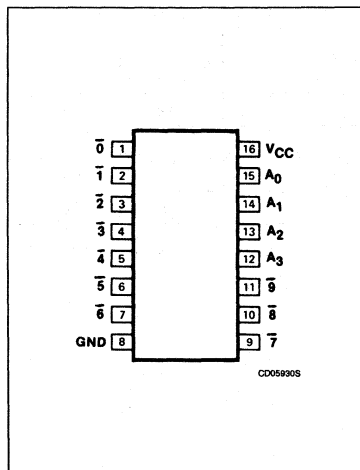 0̅ 1 16 VCC
1̅ 2 15 A0
2̅ 3 14 A1
3̅ 4 13 A2
4̅ 5 12 A3
5̅ 6 11 9̅
6̅ 7 10 8̅
GND 8 9 7̅
CD05930S